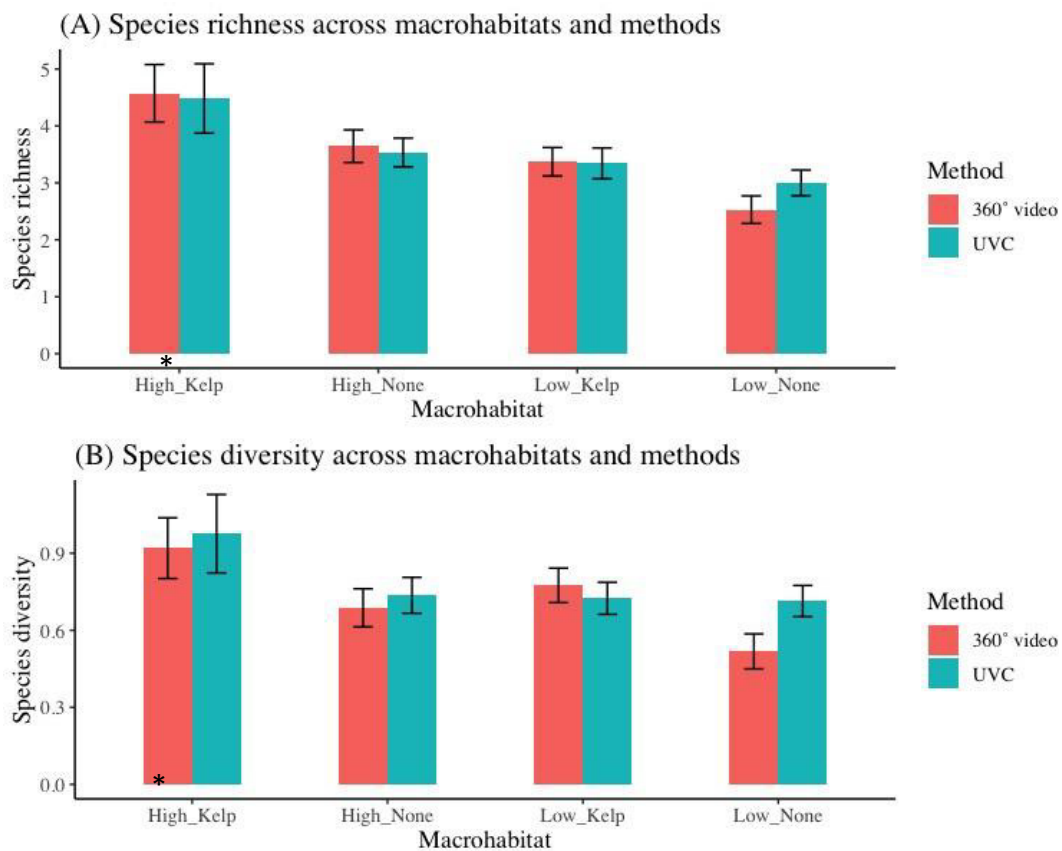 (A) Species richness across macrohabitats and methods
Species richness
5
4
3
2
1
0
*
High_Kelp High_None Low_Kelp Low_None
Macrohabitat
Method
360° video
UVC
(B) Species diversity across macrohabitats and methods
Species diversity
0.9
0.6
0.3
0.0
*
High_Kelp High_None Low_Kelp Low_None
Macrohabitat
Method
360° video
UVC